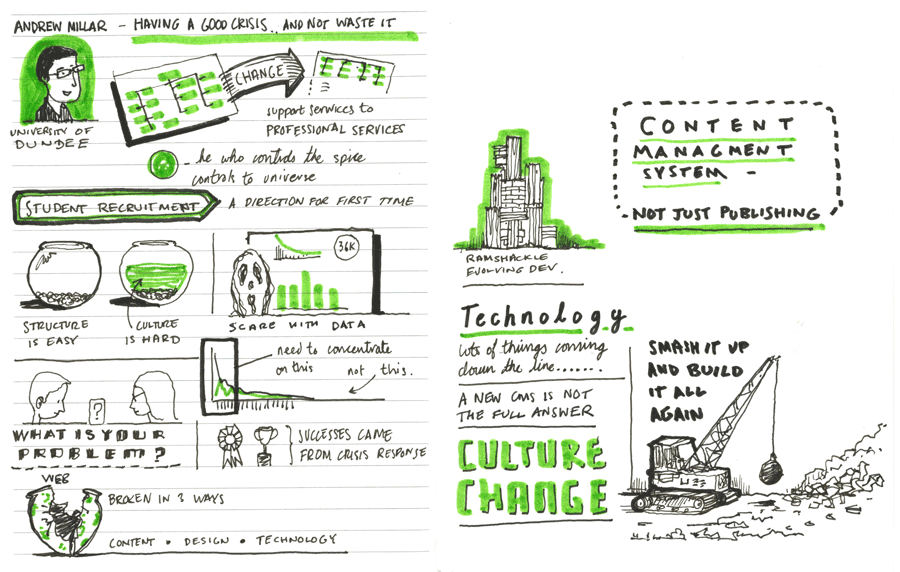 ANDREW MILLAR - HAVING A GOOD CRISIS.. AND NOT WASTE IT
CHANGE
support services to
PROFESSIONAL SERVICES
UNIVERSITY OF
DUNDEE
- he who controls the spice
controls to universe
STUDENT RECRUITMENT
A DIRECTION FOR FIRST TIME
36K
STRUCTURE
IS EASY
CULTURE
IS HARD
SCARE WITH DATA
need to concentrate
on this
not this.
?
WHAT IS YOUR
PROBLEM?
SUCCESSES CAME
FROM CRISIS RESPONSE
WEB
BROKEN IN 3 WAYS
CONTENT • DESIGN • TECHNOLOGY
CONTENT
MANAGMENT
SYSTEM -
- NOT JUST PUBLISHING
RAMSHACKLE
EVOLVING DEV.
Technology
lots of things coming
down the line.......
A NEW CMS IS NOT
THE FULL ANSWER
CULTURE
CHANGE
SMASH IT UP
AND BUILD
IT ALL
AGAIN